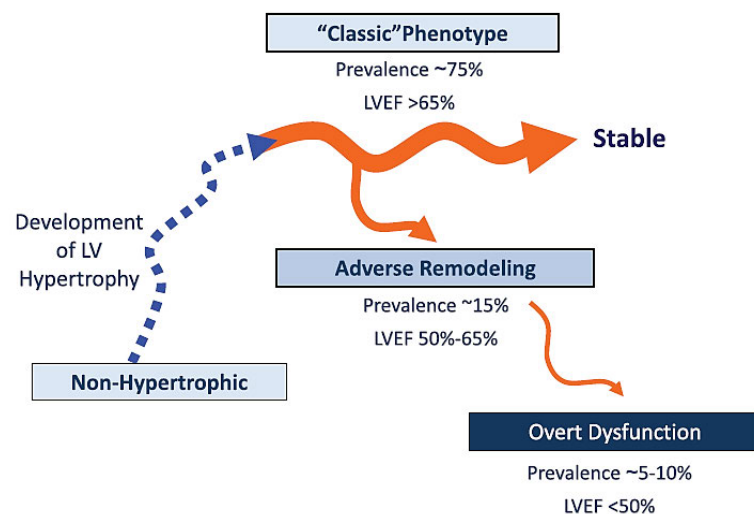 “Classic”Phenotype
Prevalence ~75%
LVEF >65%
Stable
Development
of LV
Hypertrophy
Adverse Remodeling
Prevalence ~15%
LVEF 50%-65%
Non-Hypertrophic
Overt Dysfunction
Prevalence ~5-10%
LVEF <50%